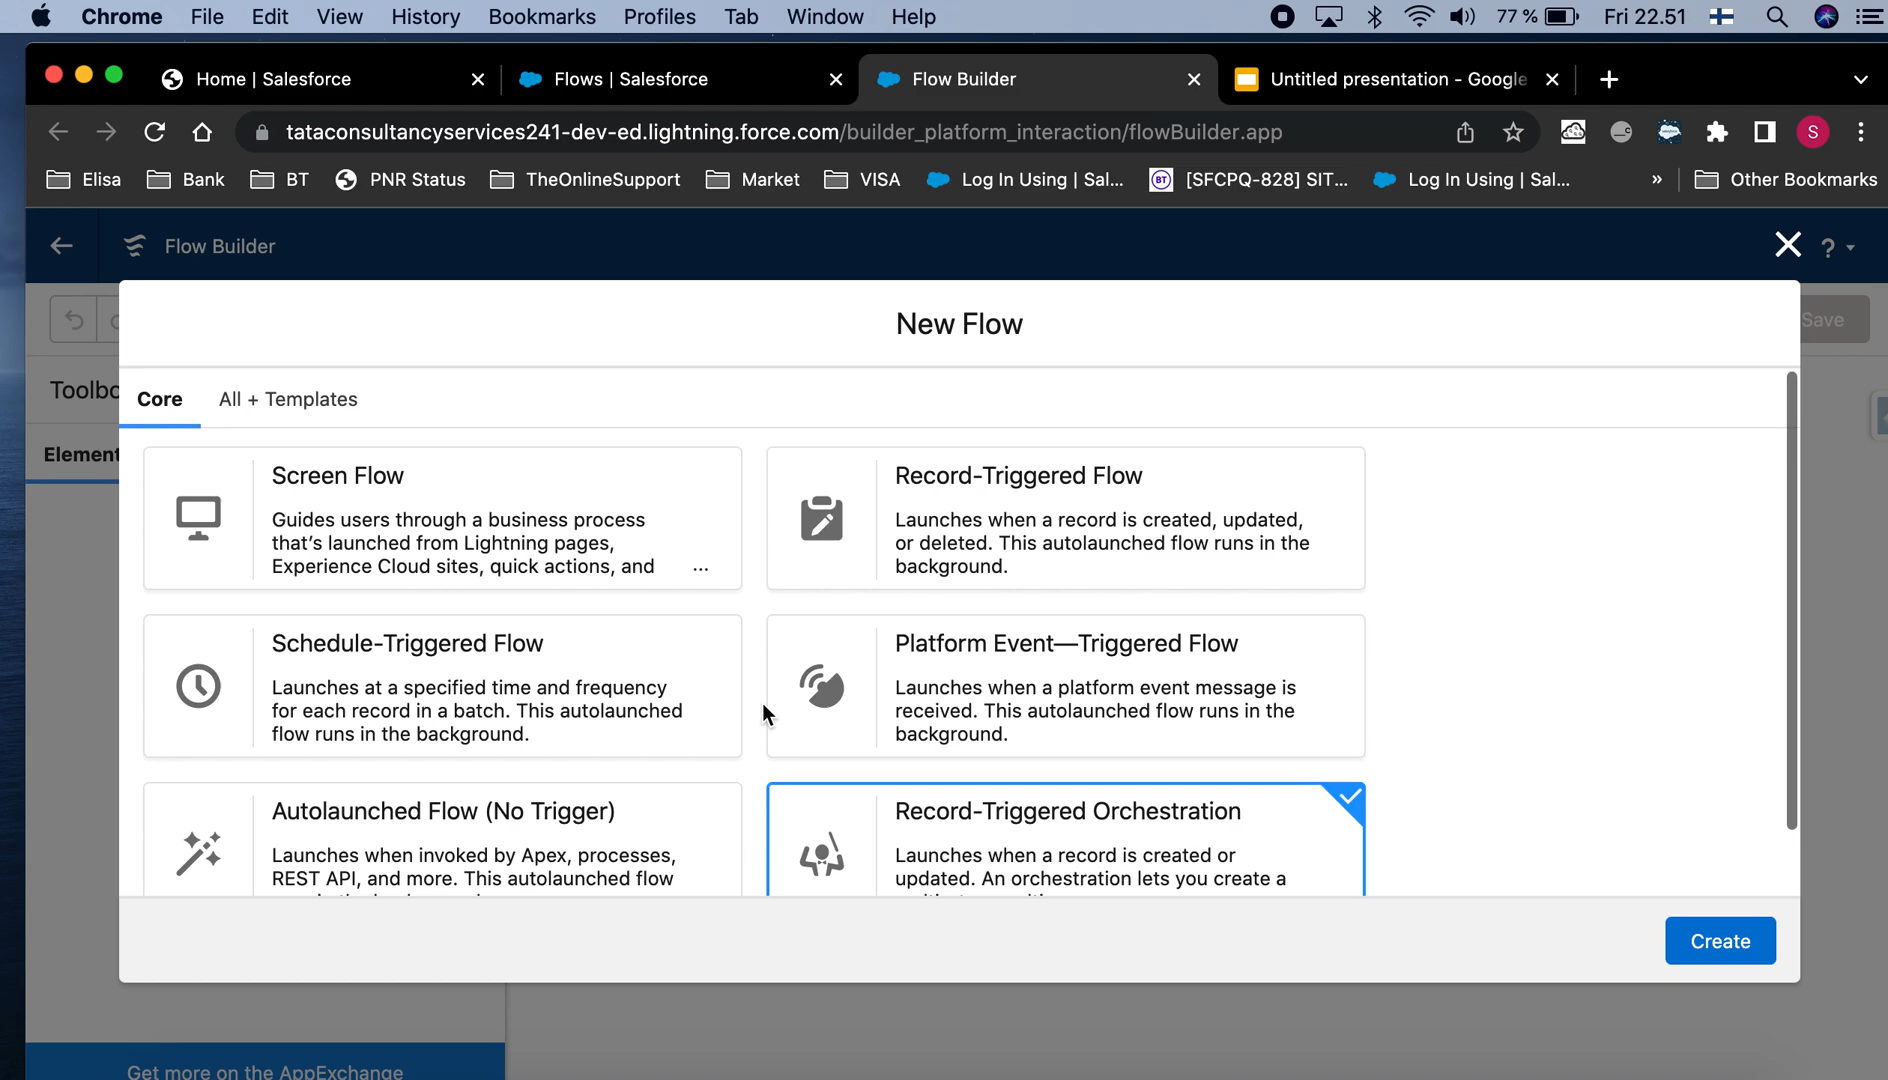 Chrome File Edit View History Bookmarks Profiles Tab Window Help 77 % Fri 22.51
Home | Salesforce Flows | Salesforce Flow Builder Untitled presentation - Google
tataconsultancyservices241-dev-ed.lightning.force.com/builder_platform_interaction/flowBuilder.app S
Elisa Bank BT PNR Status TheOnlineSupport Market VISA Log In Using | Sal... BT [SFCPQ-828] SIT... Log In Using | Sal... » Other Bookmarks
Flow Builder ?
New Flow
Save
Toolbo
Core All + Templates
Element
Screen Flow
Guides users through a business process
that's launched from Lightning pages,
Experience Cloud sites, quick actions, and ...
Record-Triggered Flow
Launches when a record is created, updated,
or deleted. This autolaunched flow runs in the
background.
Schedule-Triggered Flow
Launches at a specified time and frequency
for each record in a batch. This autolaunched
flow runs in the background.
Platform Event—Triggered Flow
Launches when a platform event message is
received. This autolaunched flow runs in the
background.
Autolaunched Flow (No Trigger)
Launches when invoked by Apex, processes,
REST API, and more. This autolaunched flow
Record-Triggered Orchestration
Launches when a record is created or
updated. An orchestration lets you create a
Create
Get more on the AppExchange